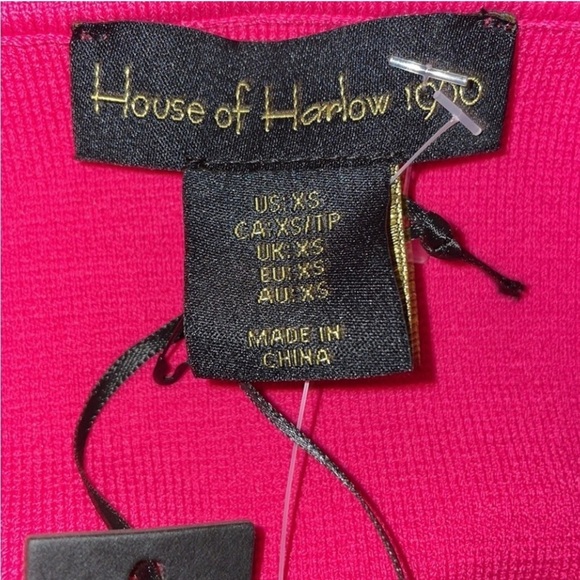 House of Harlow 1960
US: XS
CA: XS/TP
UK: XS
EU: XS
AU: XS
MADE IN
CHINA